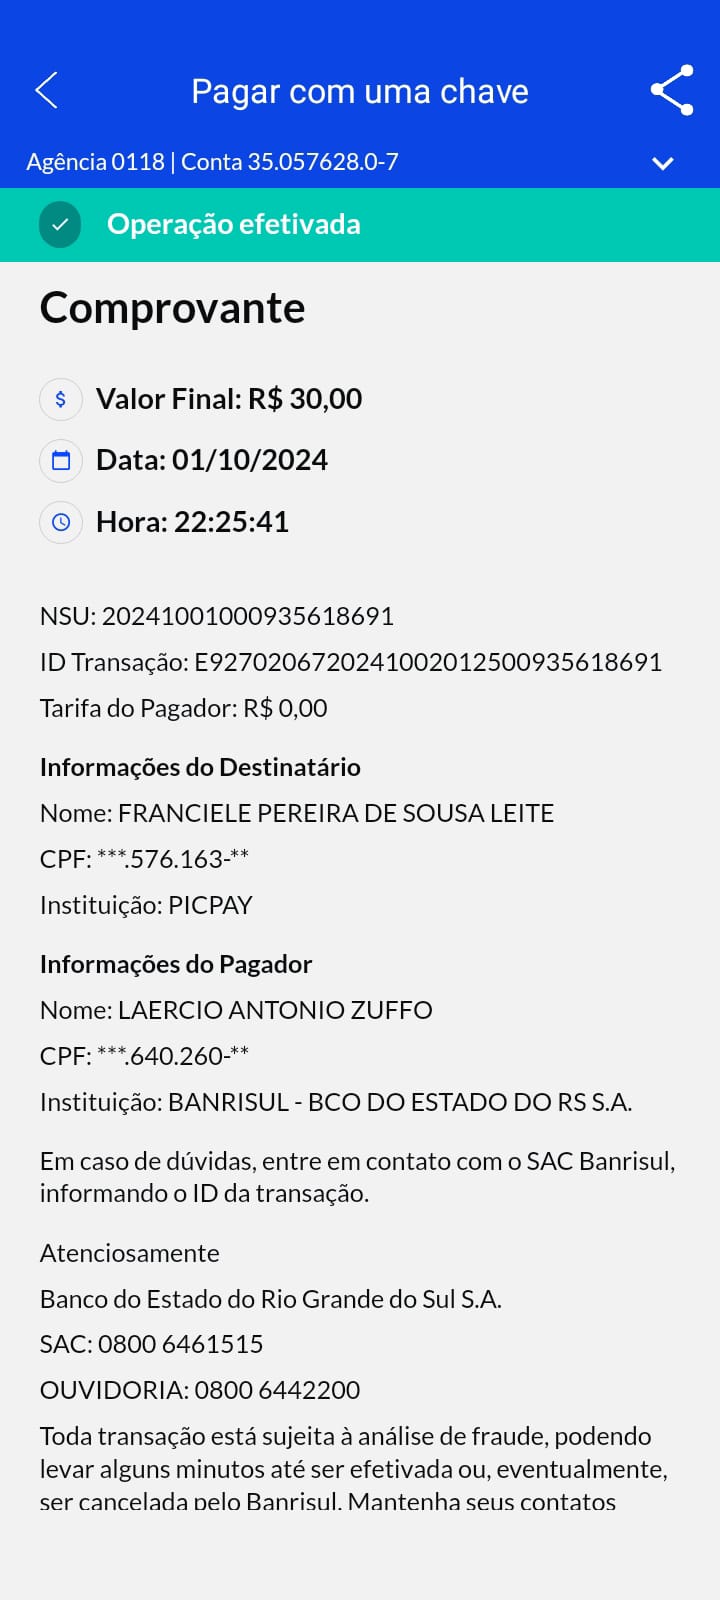 Pagar com uma chave
Agência 0118 | Conta 35.057628.0-7
Operação efetivada
Comprovante
Valor Final: R$ 30,00
Data: 01/10/2024
Hora: 22:25:41
NSU: 20241001000935618691
ID Transação: E9270206720241002012500935618691
Tarifa do Pagador: R$ 0,00
Informações do Destinatário
Nome: FRANCIELE PEREIRA DE SOUSA LEITE
CPF: ***.576.163-**
Instituição: PICPAY
Informações do Pagador
Nome: LAERCIO ANTONIO ZUFFO
CPF: ***.640.260-**
Instituição: BANRISUL - BCO DO ESTADO DO RS S.A.
Em caso de dúvidas, entre em contato com o SAC Banrisul,
informando o ID da transação.
Atenciosamente
Banco do Estado do Rio Grande do Sul S.A.
SAC: 0800 6461515
OUVIDORIA: 0800 6442200
Toda transação está sujeita à análise de fraude, podendo
levar alguns minutos até ser efetivada ou, eventualmente,
ser cancelada pelo Banrisul. Mantenha seus contatos